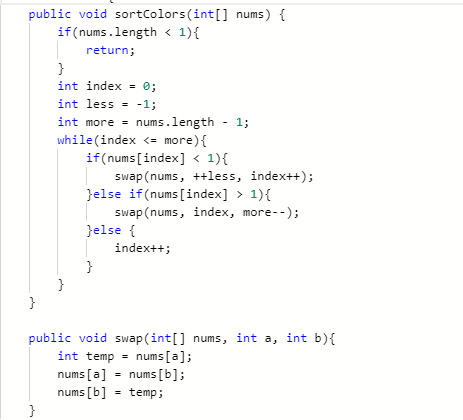 public void sortColors(int[] nums) {
    if(nums.length < 1){
        return;
    }
    int index = 0;
    int less = -1;
    int more = nums.length - 1;
    while(index <= more){
        if(nums[index] < 1){
            swap(nums, ++less, index++);
        }else if(nums[index] > 1){
            swap(nums, index, more--);
        }else {
            index++;
        }
    }
}

public void swap(int[] nums, int a, int b){
    int temp = nums[a];
    nums[a] = nums[b];
    nums[b] = temp;
}